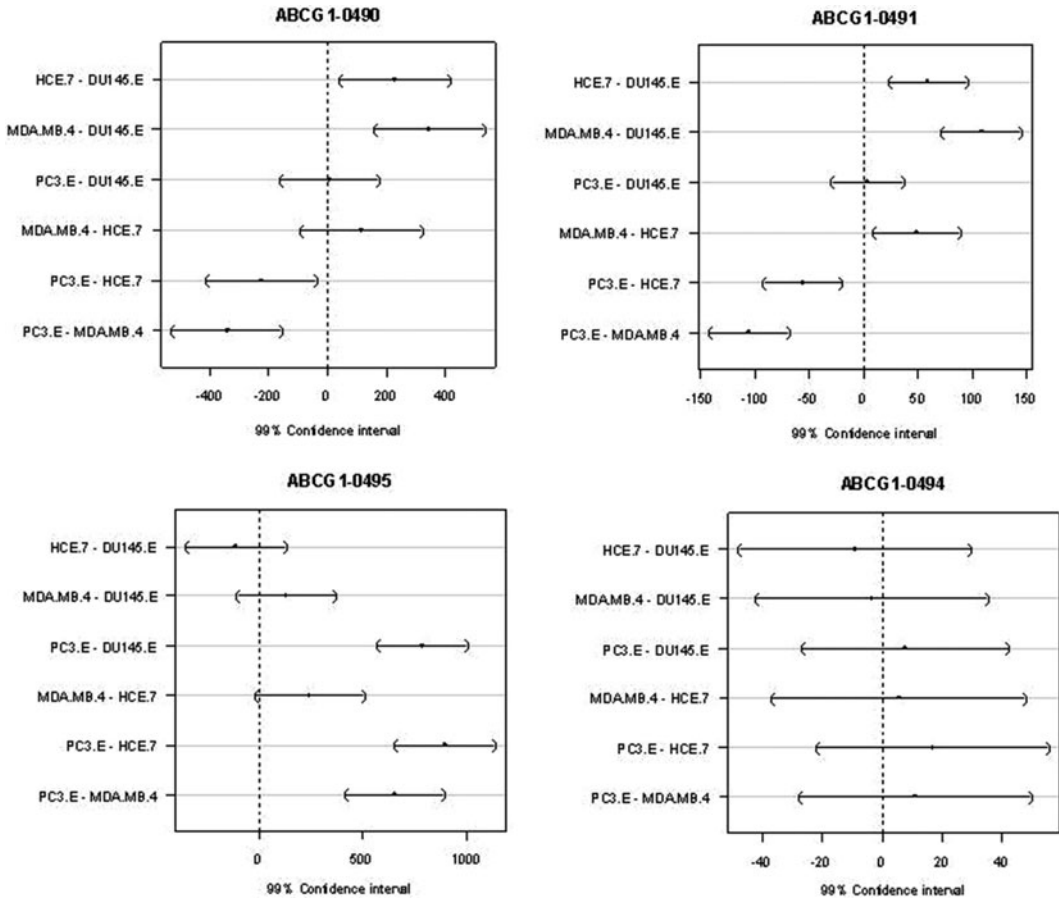 ABCG1-0490
HCE.7 - DU145.E
MDA.MB.4 - DU145.E
PC3.E - DU145.E
MDA.MB.4 - HCE.7
PC3.E - HCE.7
PC3.E - MDA.MB.4
-400 -200 0 200 400
99% Confidence interval
ABCG1-0491
HCE.7 - DU145.E
MDA.MB.4 - DU145.E
PC3.E - DU145.E
MDA.MB.4 - HCE.7
PC3.E - HCE.7
PC3.E - MDA.MB.4
-150 -100 -50 0 50 100 150
99% Confidence interval
ABCG1-0495
HCE.7 - DU145.E
MDA.MB.4 - DU145.E
PC3.E - DU145.E
MDA.MB.4 - HCE.7
PC3.E - HCE.7
PC3.E - MDA.MB.4
0 500 1000
99% Confidence interval
ABCG1-0494
HCE.7 - DU145.E
MDA.MB.4 - DU145.E
PC3.E - DU145.E
MDA.MB.4 - HCE.7
PC3.E - HCE.7
PC3.E - MDA.MB.4
-40 -20 0 20 40
99% Confidence interval